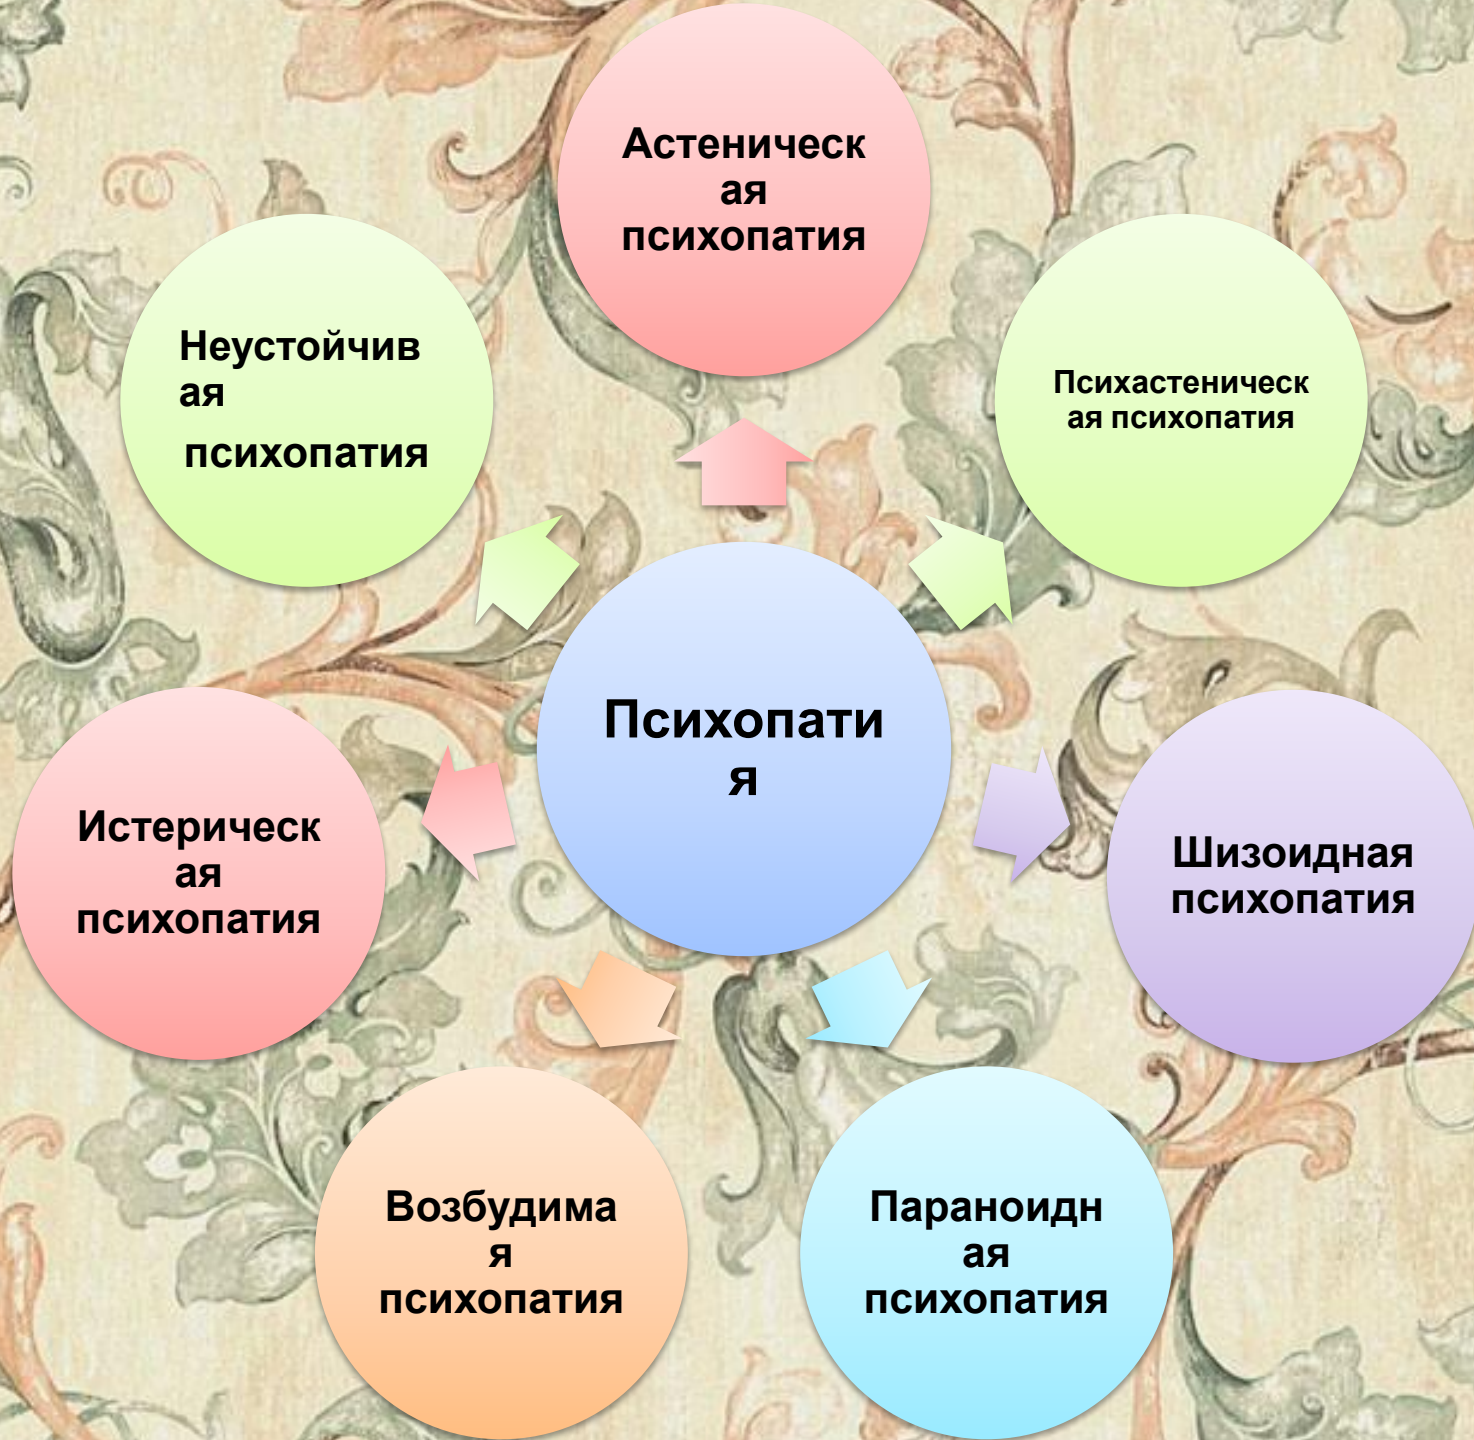 Астеническ
ая
психопатия
Психастеническ
ая психопатия
Шизоидная
психопатия
Параноидн
ая
психопатия
Возбудима
я
психопатия
Истерическ
ая
психопатия
Неустойчив
ая
психопатия
Психопати
я